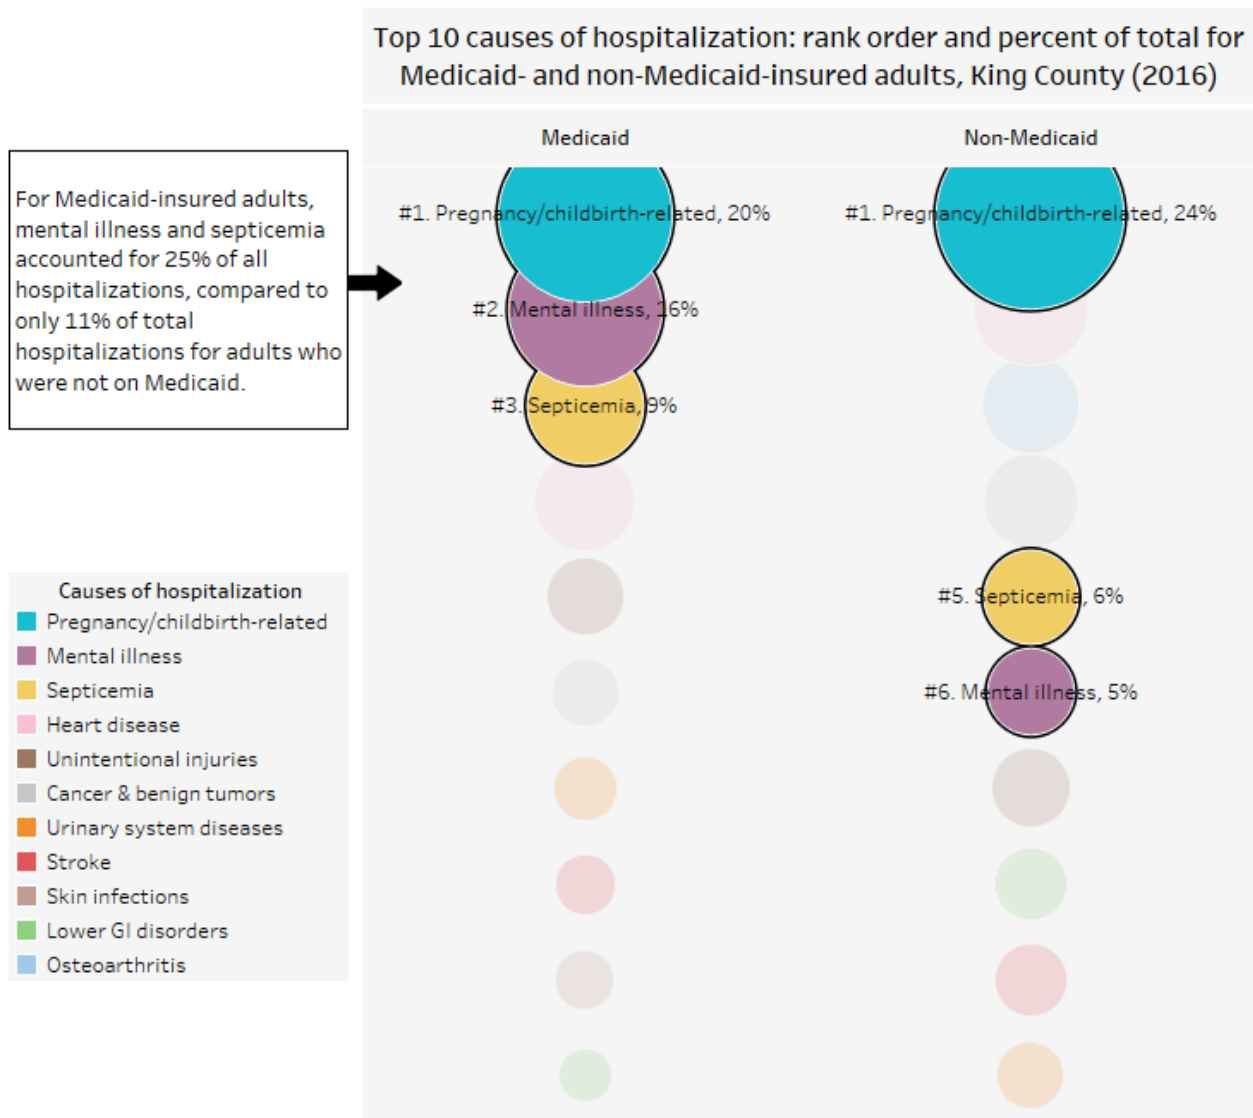 Top 10 causes of hospitalization: rank order and percent of total for
Medicaid- and non-Medicaid-insured adults, King County (2016)
Medicaid
Non-Medicaid
For Medicaid-insured adults,
mental illness and septicemia
accounted for 25% of all
hospitalizations, compared to
only 11% of total
hospitalizations for adults who
were not on Medicaid.
#1. Pregnancy/childbirth-related, 20%
#2. Mental illness, 16%
#3. Septicemia, 9%
#1. Pregnancy/childbirth-related, 24%
#5. Septicemia, 6%
#6. Mental illness, 5%
Causes of hospitalization
Pregnancy/childbirth-related
Mental illness
Septicemia
Heart disease
Unintentional injuries
Cancer & benign tumors
Urinary system diseases
Stroke
Skin infections
Lower GI disorders
Osteoarthritis